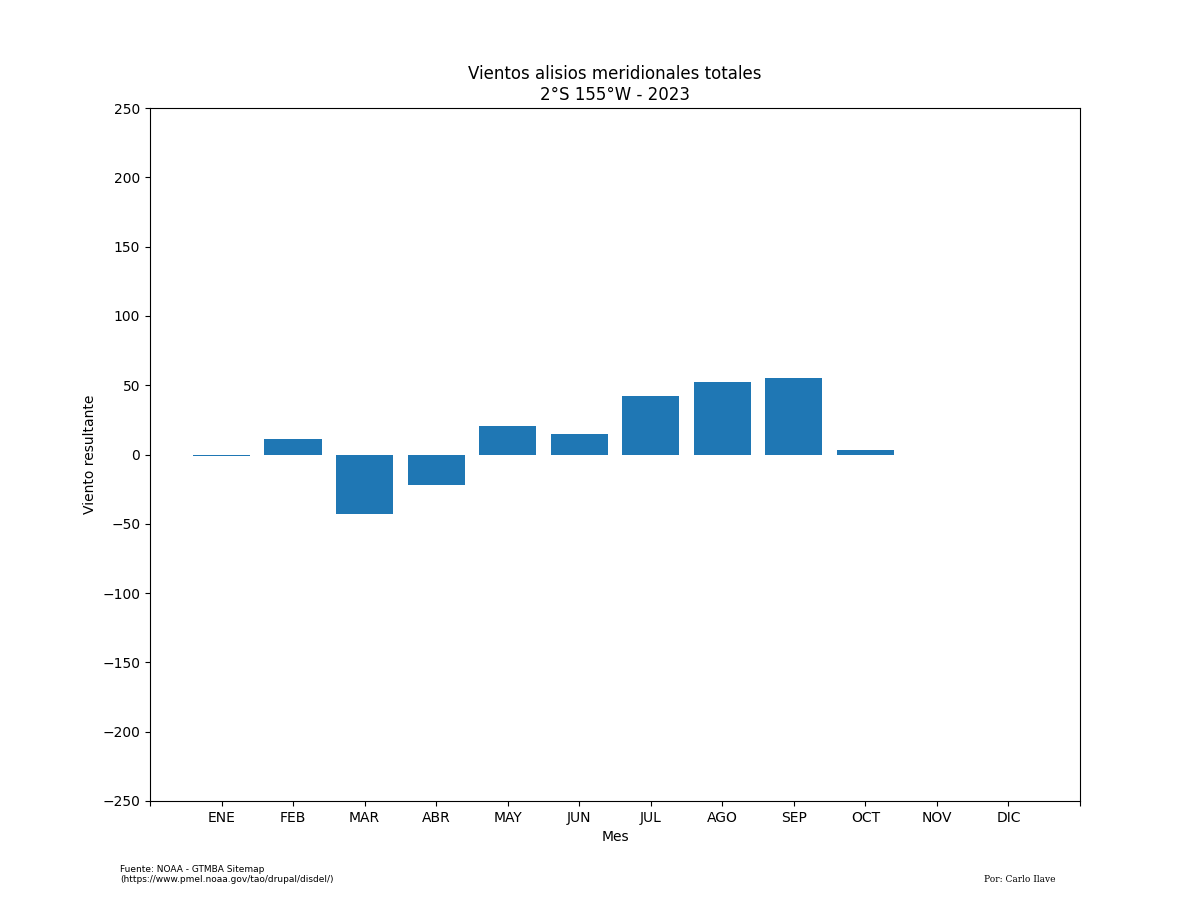 Vientos alisios meridionales totales
2°S 155°W - 2023
250
200
150
100
50
0
−50
−100
−150
−200
−250
Viento resultante
ENE FEB MAR ABR MAY JUN JUL AGO SEP OCT NOV DIC
Mes
Fuente: NOAA - GTMBA Sitemap
(https://www.pmel.noaa.gov/tao/drupal/disdel/)
Por: Carlo Ilave